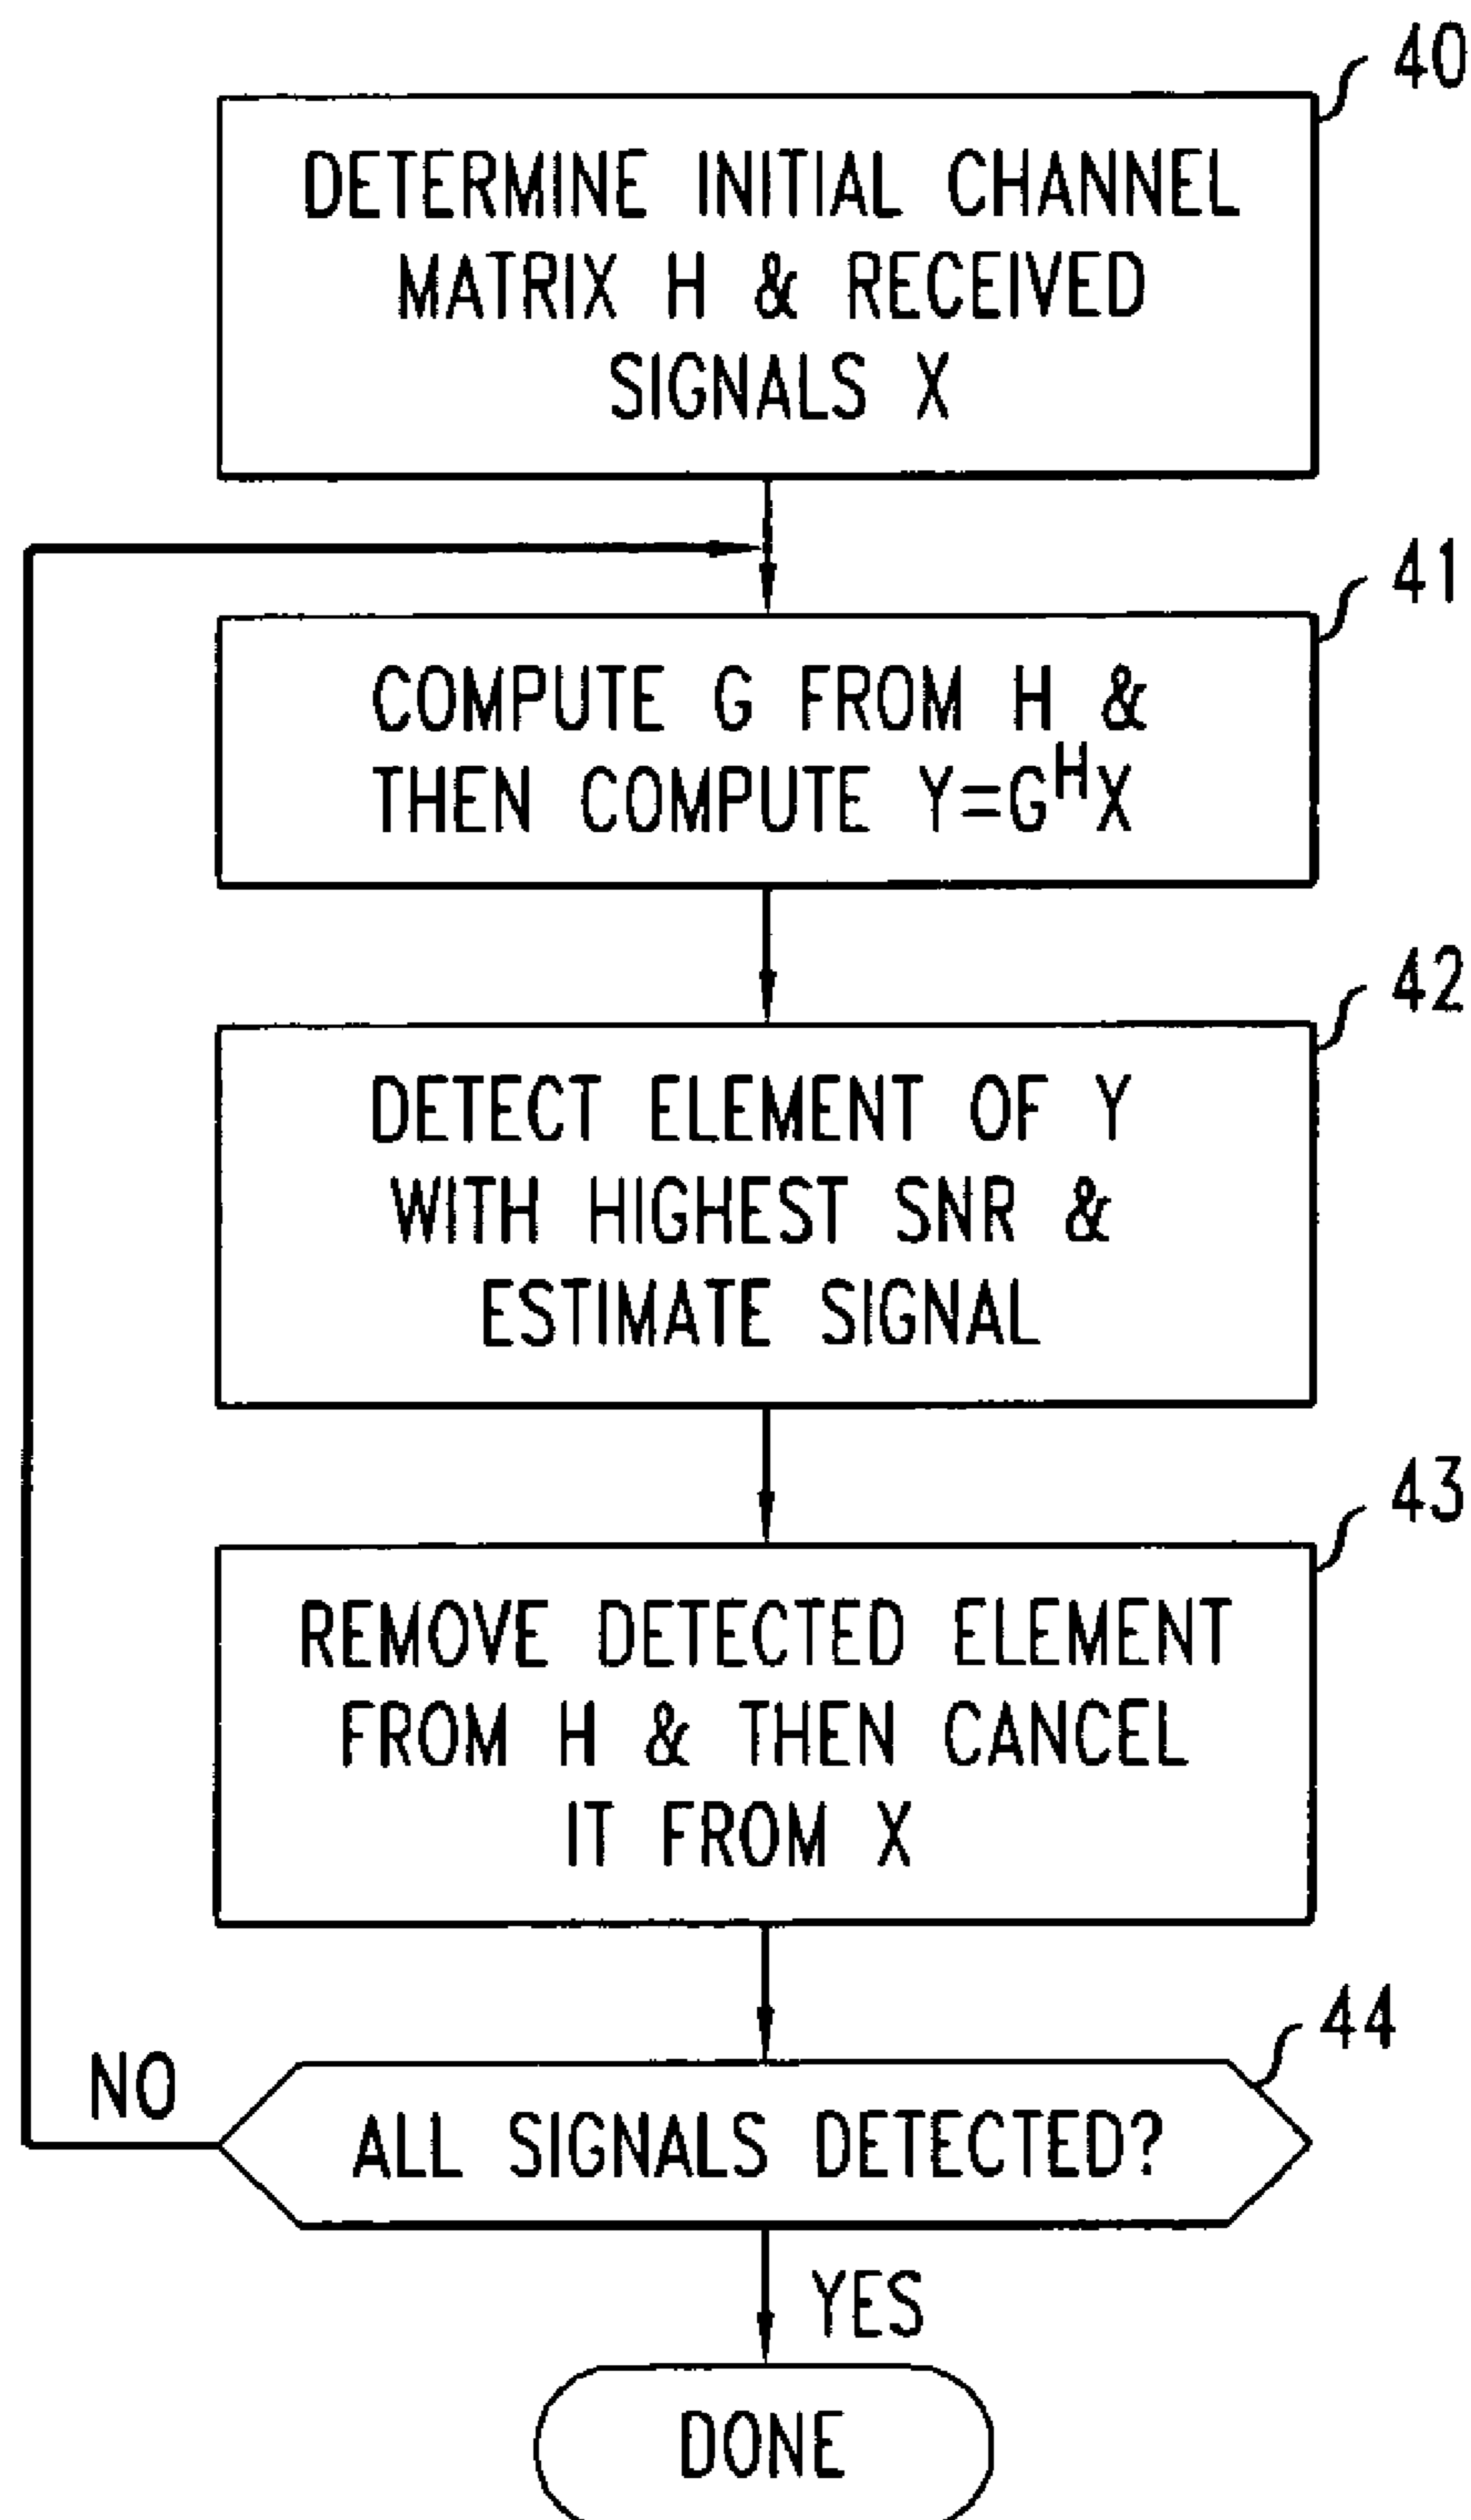 40
DETERMINE INITIAL CHANNEL
MATRIX H & RECEIVED
SIGNALS X
41
COMPUTE G FROM H &
THEN COMPUTE Y=G^HX
42
DETECT ELEMENT OF Y
WITH HIGHEST SNR &
ESTIMATE SIGNAL
43
REMOVE DETECTED ELEMENT
FROM H & THEN CANCEL
IT FROM X
44
NO
ALL SIGNALS DETECTED?
YES
DONE